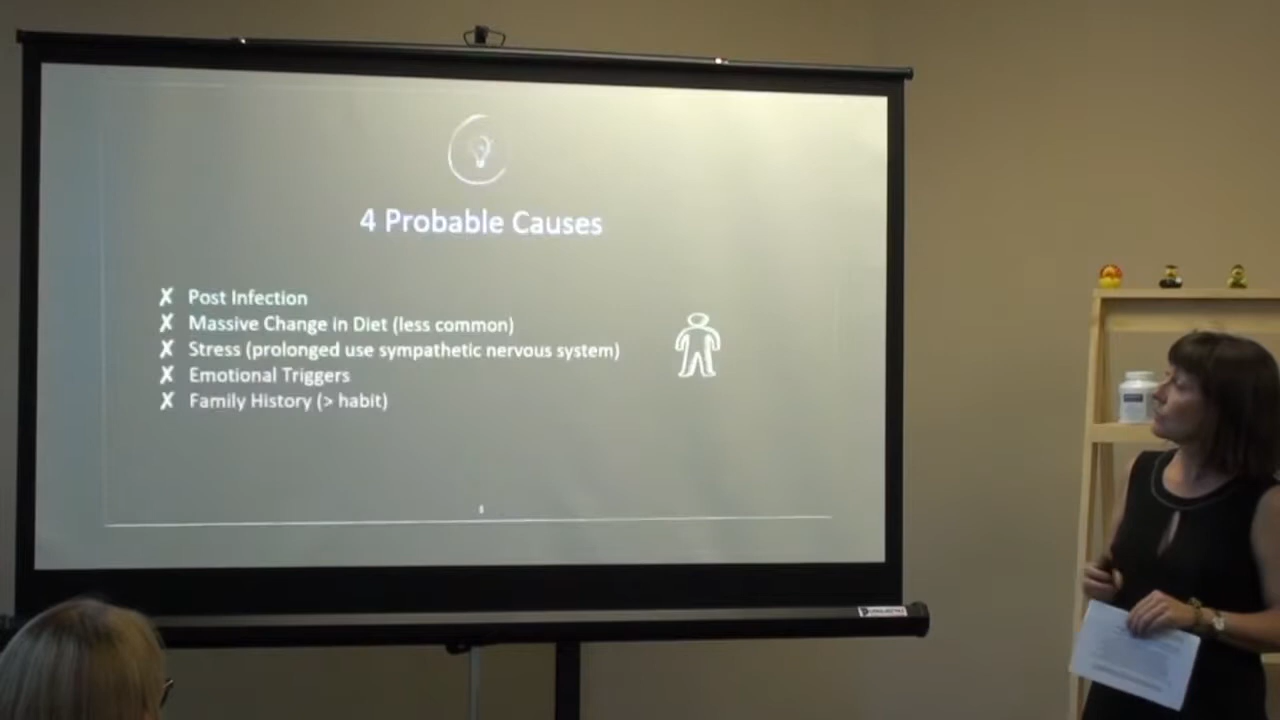 4 Probable Causes
✗ Post Infection
✗ Massive Change in Diet (less common)
✗ Stress (prolonged use sympathetic nervous system)
✗ Emotional Triggers
✗ Family History (> habit)